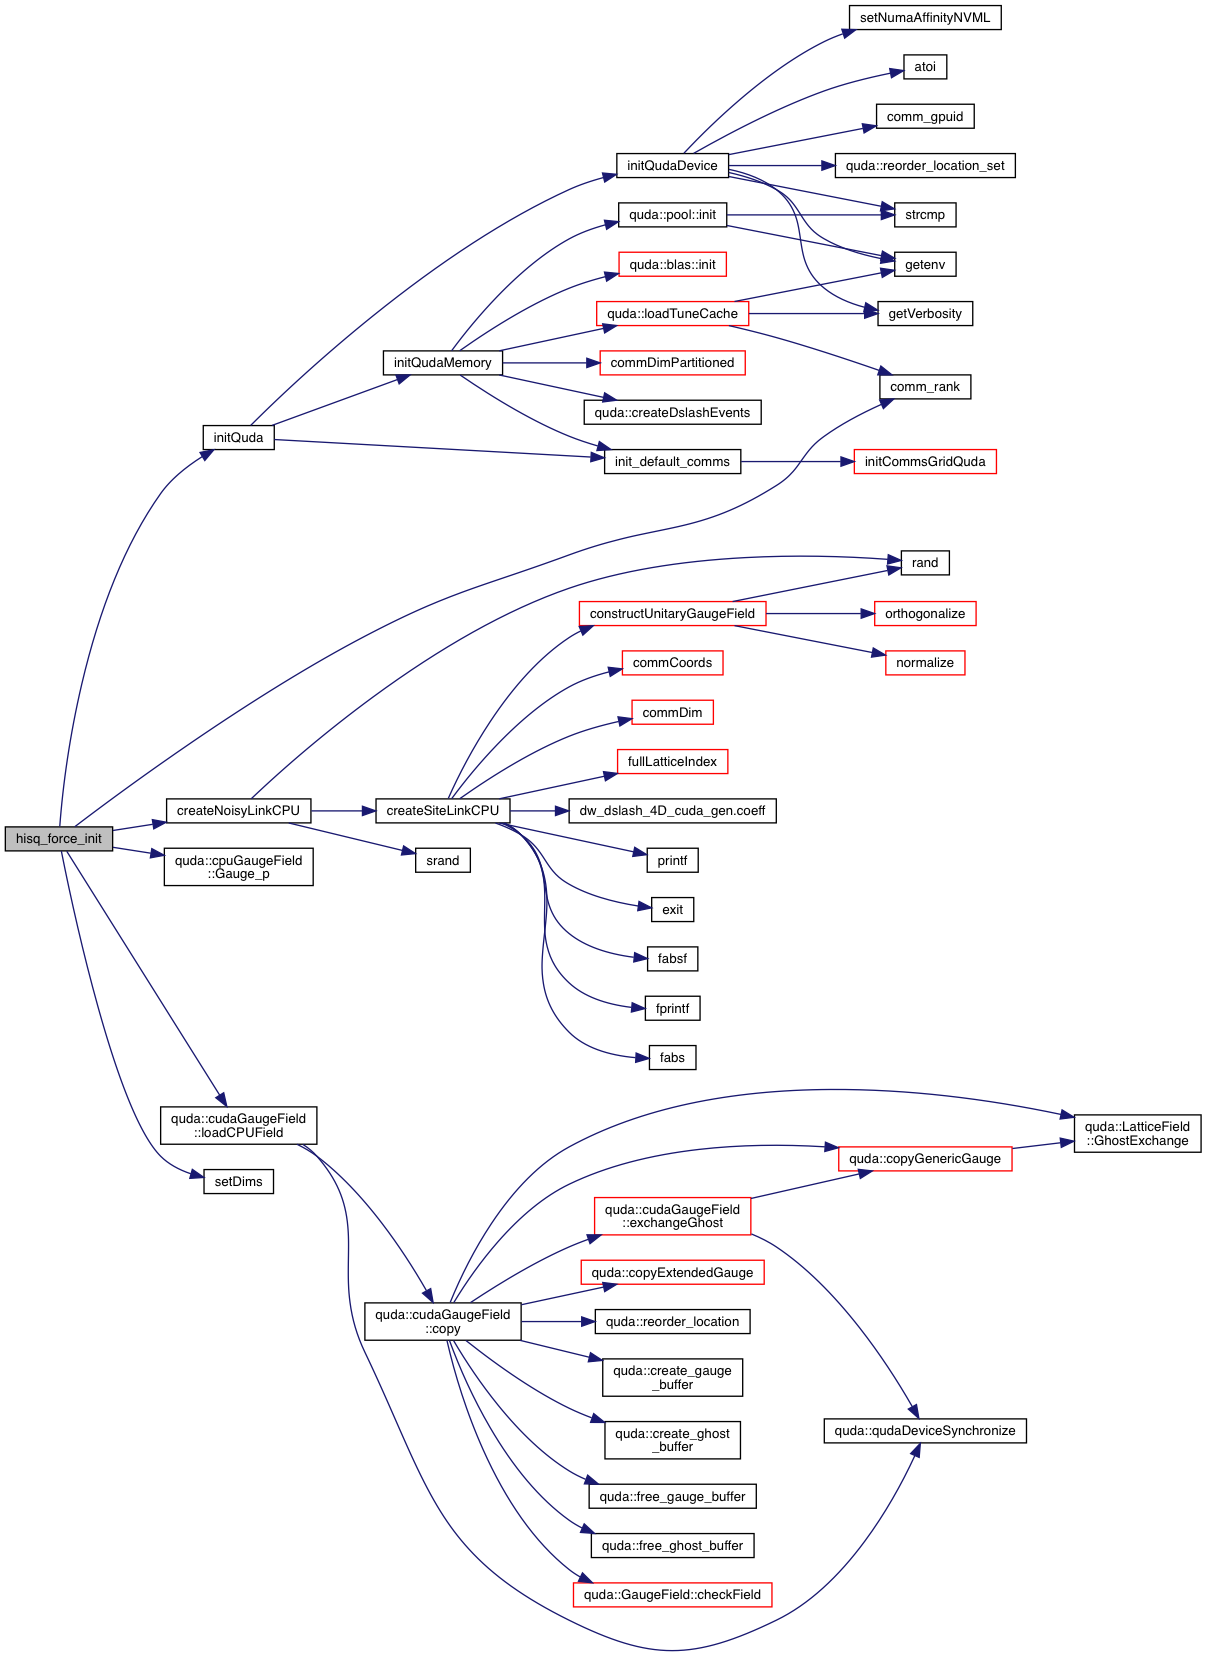 setNumaAffinityNVML
atoi
comm_gpuid
initQudaDevice
quda::reorder_location_set
quda::pool::init
strcmp
quda::blas::init
getenv
quda::loadTuneCache
getVerbosity
initQudaMemory
commDimPartitioned
comm_rank
quda::createDslashEvents
initQuda
init_default_comms
initCommsGridQuda
rand
constructUnitaryGaugeField
orthogonalize
commCoords
normalize
commDim
fullLatticeIndex
createNoisyLinkCPU
createSiteLinkCPU
dw_dslash_4D_cuda_gen.coeff
hisq_force_init
quda::cpuGaugeField
::Gauge_p
srand
printf
exit
fabsf
fprintf
fabs
quda::cudaGaugeField
::loadCPUField
quda::LatticeField
::GhostExchange
quda::copyGenericGauge
setDims
quda::cudaGaugeField
::exchangeGhost
quda::copyExtendedGauge
quda::cudaGaugeField
::copy
quda::reorder_location
quda::create_gauge
_buffer
quda::create_ghost
_buffer
quda::qudaDeviceSynchronize
quda::free_gauge_buffer
quda::free_ghost_buffer
quda::GaugeField::checkField